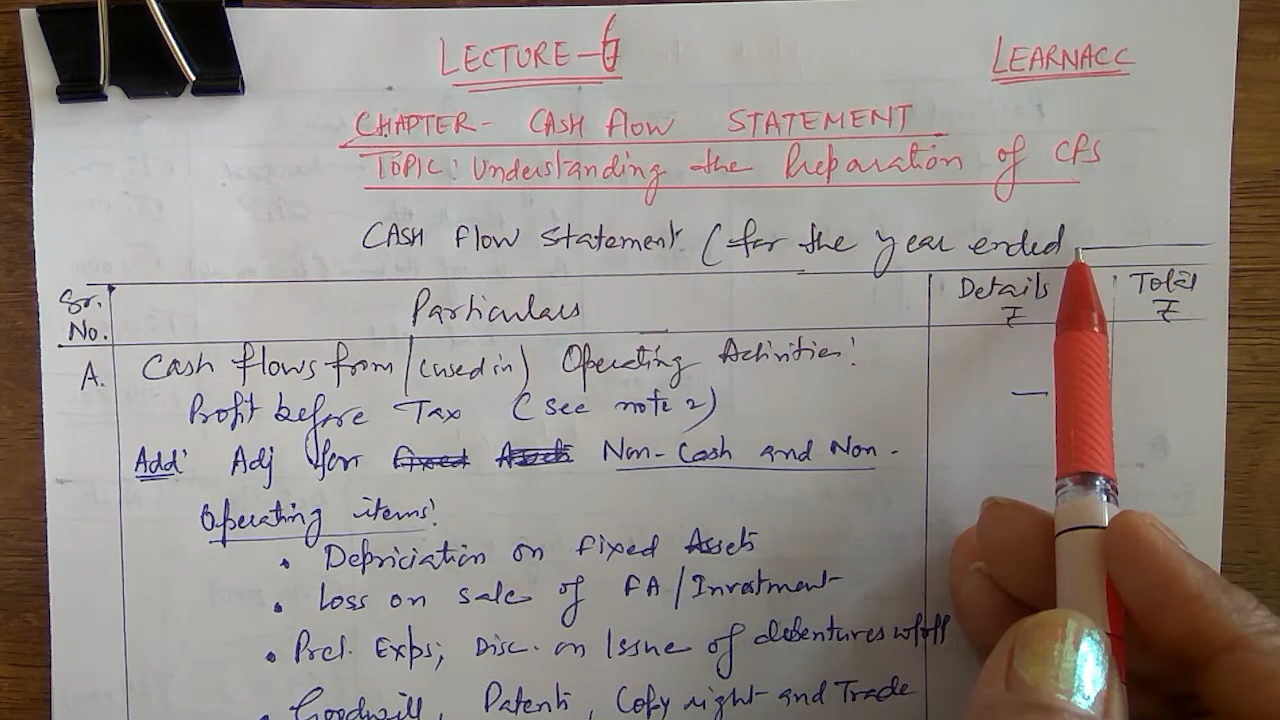 LECTURE-6
LEARNACC
CHAPTER- CASH flow STATEMENT
TOPIC: Understanding the Preparation of CFS
CASH flow statement (for the year ended
Sr. No.
Particulars
Details ₹
Total ₹
A. Cash flows from/(used in) Operating Activities:
Profit before Tax (see note 2)
Add: Adj for Non-Cash and Non-
Operating items:
• Depriciation on fixed Assets
• Loss on sale of FA/Investment
• Prel. Exps; Disc. on Issue of debentures w/off
• Goodwill, Patents, Copy right and Trade